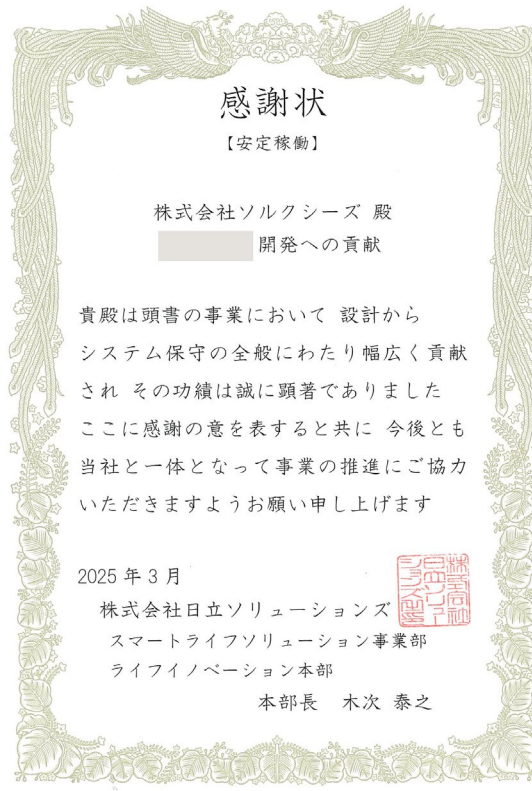 感謝状
【安定稼働】
株式会社ソルクシーズ 殿
開発への貢献
貴殿は頭書の事業において 設計から
システム保守の全般にわたり幅広く貢献
され その功績は誠に顕著でありました
ここに感謝の意を表すると共に 今後とも
当社と一体となって事業の推進にご協力
いただきますようお願い申し上げます
2025年3月
株式会社日立ソリューションズ
スマートライフソリューション事業部
ライフイノベーション本部
本部長 木次 泰之